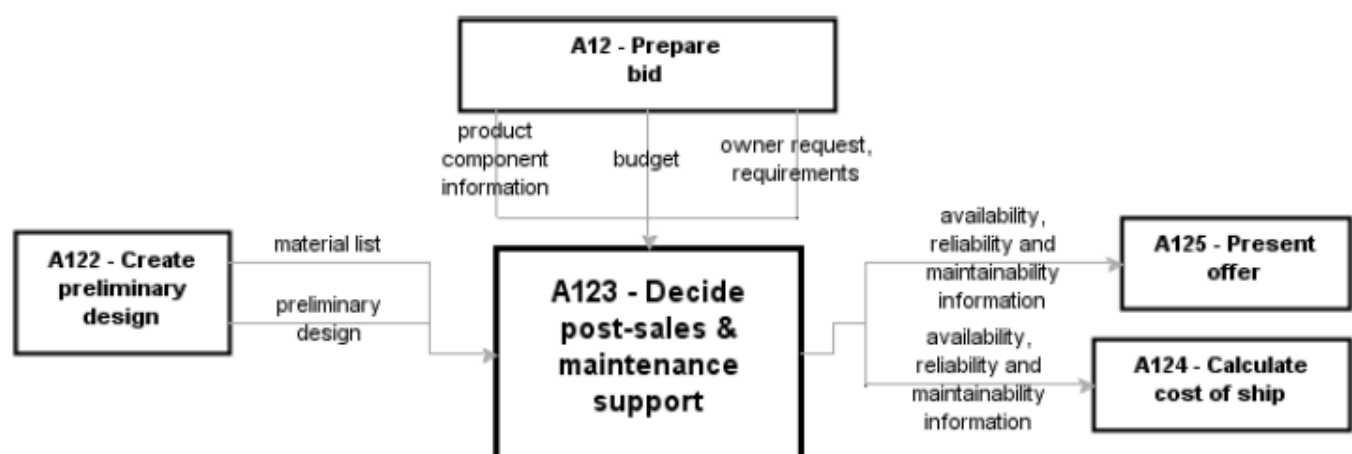 A12 - Prepare
bid
product
component
information
budget
owner request,
requirements
A122 - Create
preliminary
design
material list
preliminary
design
A123 - Decide
post-sales &
maintenance
support
availability,
reliability and
maintainability
information
A125 - Present
offer
availability,
reliability and
maintainability
information
A124 - Calculate
cost of ship